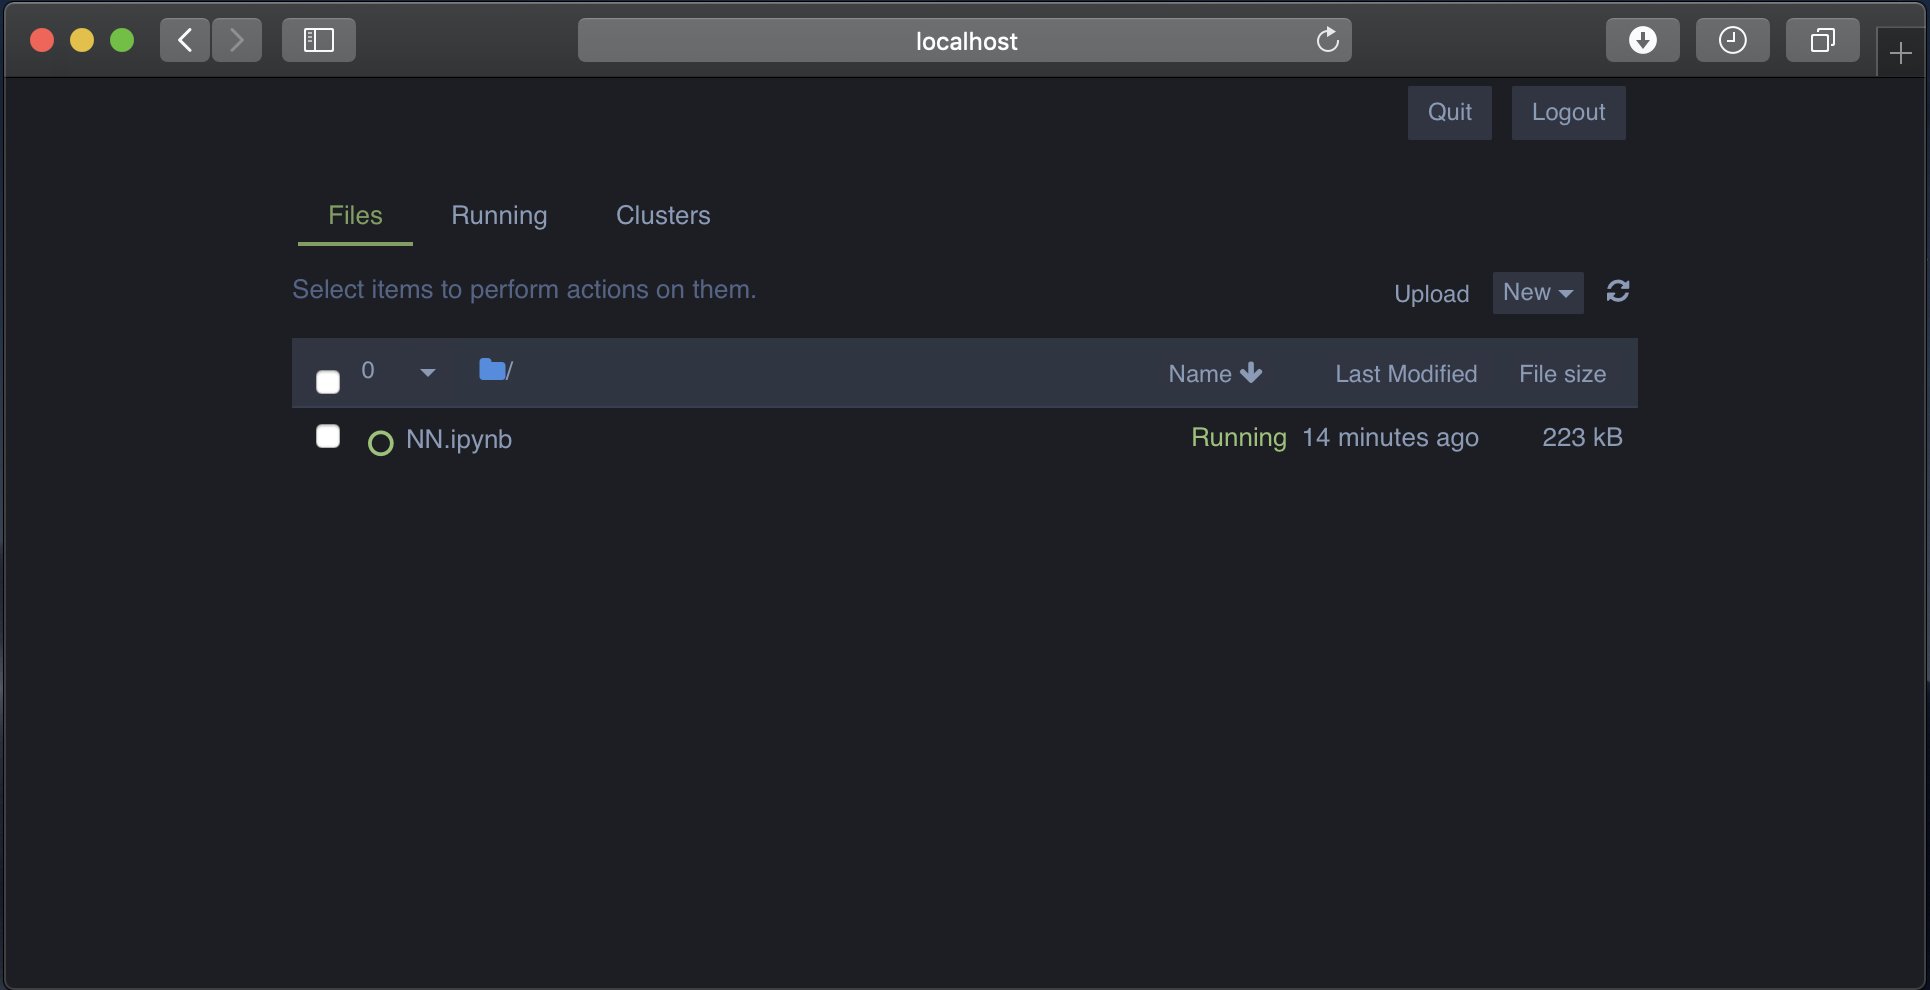 localhost
Quit Logout
Files Running Clusters
Select items to perform actions on them.
Upload New
0 / Name Last Modified File size
NN.ipynb Running 14 minutes ago 223 kB